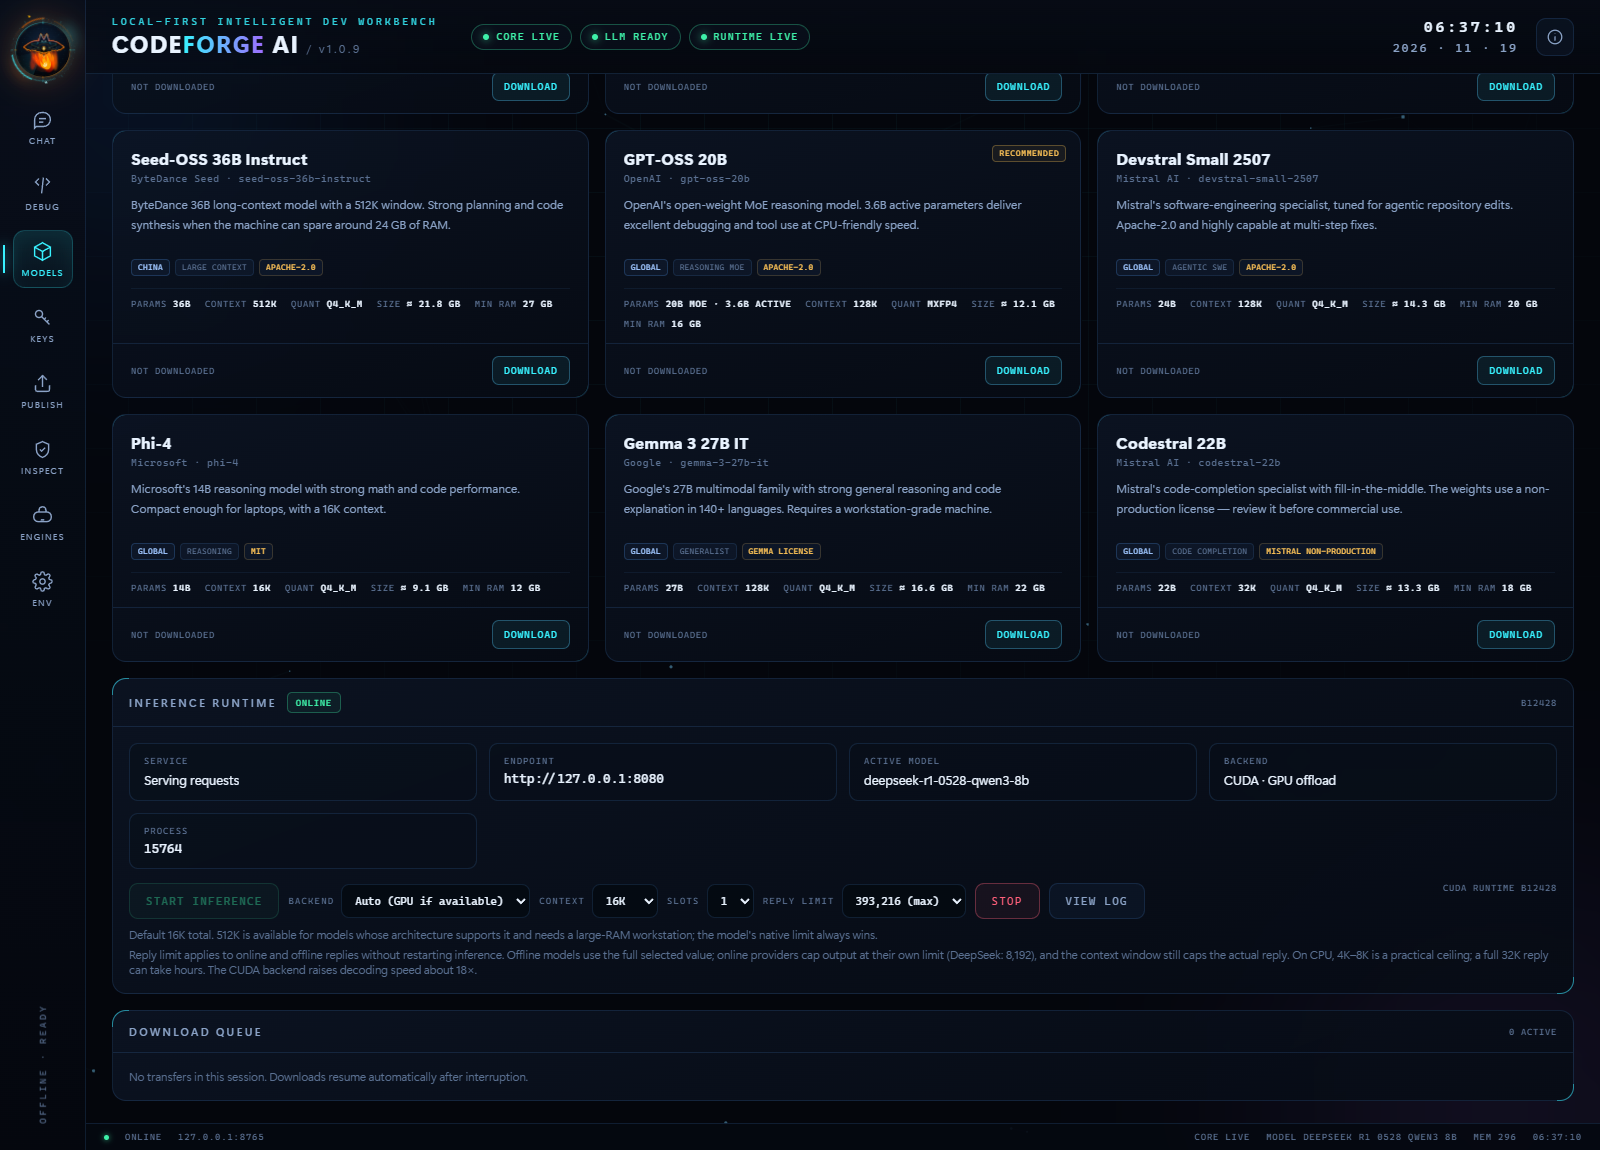 LOCAL-FIRST INTELLIGENT DEV WORKBENCH
CODEFORGE AI / v1.0.9
CORE LIVE
LLM READY
RUNTIME LIVE
06:37:10
2026 · 11 · 19
CHAT
DEBUG
MODELS
KEYS
PUBLISH
INSPECT
ENGINES
ENV
OFFLINE · READY
NOT DOWNLOADED
DOWNLOAD
NOT DOWNLOADED
DOWNLOAD
NOT DOWNLOADED
DOWNLOAD
Seed-OSS 36B Instruct
ByteDance Seed · seed-oss-36b-instruct
ByteDance 36B long-context model with a 512K window. Strong planning and code
synthesis when the machine can spare around 24 GB of RAM.
CHINA LARGE CONTEXT APACHE-2.0
PARAMS 36B CONTEXT 512K QUANT Q4_K_M SIZE ≈ 21.8 GB MIN RAM 27 GB
NOT DOWNLOADED
DOWNLOAD
GPT-OSS 20B
RECOMMENDED
OpenAI · gpt-oss-20b
OpenAI's open-weight MoE reasoning model. 3.6B active parameters deliver
excellent debugging and tool use at CPU-friendly speed.
GLOBAL REASONING MOE APACHE-2.0
PARAMS 20B MOE · 3.6B ACTIVE CONTEXT 128K QUANT MXFP4 SIZE ≈ 12.1 GB
MIN RAM 16 GB
NOT DOWNLOADED
DOWNLOAD
Devstral Small 2507
Mistral AI · devstral-small-2507
Mistral's software-engineering specialist, tuned for agentic repository edits.
Apache-2.0 and highly capable at multi-step fixes.
GLOBAL AGENTIC SWE APACHE-2.0
PARAMS 24B CONTEXT 128K QUANT Q4_K_M SIZE ≈ 14.3 GB MIN RAM 20 GB
NOT DOWNLOADED
DOWNLOAD
Phi-4
Microsoft · phi-4
Microsoft's 14B reasoning model with strong math and code performance.
Compact enough for laptops, with a 16K context.
GLOBAL REASONING MIT
PARAMS 14B CONTEXT 16K QUANT Q4_K_M SIZE ≈ 9.1 GB MIN RAM 12 GB
NOT DOWNLOADED
DOWNLOAD
Gemma 3 27B IT
Google · gemma-3-27b-it
Google's 27B multimodal family with strong general reasoning and code
explanation in 140+ languages. Requires a workstation-grade machine.
GLOBAL GENERALIST GEMMA LICENSE
PARAMS 27B CONTEXT 128K QUANT Q4_K_M SIZE ≈ 16.6 GB MIN RAM 22 GB
NOT DOWNLOADED
DOWNLOAD
Codestral 22B
Mistral AI · codestral-22b
Mistral's code-completion specialist with fill-in-the-middle. The weights use a non-
production license — review it before commercial use.
GLOBAL CODE COMPLETION MISTRAL NON-PRODUCTION
PARAMS 22B CONTEXT 32K QUANT Q4_K_M SIZE ≈ 13.3 GB MIN RAM 18 GB
NOT DOWNLOADED
DOWNLOAD
INFERENCE RUNTIME ONLINE
B12428
SERVICE
Serving requests
ENDPOINT
http://127.0.0.1:8080
ACTIVE MODEL
deepseek-r1-0528-qwen3-8b
BACKEND
CUDA · GPU offload
PROCESS
15764
START INFERENCE BACKEND Auto (GPU if available) CONTEXT 16K SLOTS 1 REPLY LIMIT 393,216 (max) STOP VIEW LOG
CUDA RUNTIME B12428
Default 16K total. 512K is available for models whose architecture supports it and needs a large-RAM workstation; the model's native limit always wins.
Reply limit applies to online and offline replies without restarting inference. Offline models use the full selected value; online providers cap output at their own limit (DeepSeek: 8,192), and the context window still caps the actual reply. On CPU, 4K–8K is a practical ceiling; a full 32K reply
can take hours. The CUDA backend raises decoding speed about 18×.
DOWNLOAD QUEUE
0 ACTIVE
No transfers in this session. Downloads resume automatically after interruption.
ONLINE 127.0.0.1:8765
CORE LIVE MODEL DEEPSEEK R1 0528 QWEN3 8B MEM 296 06:37:10